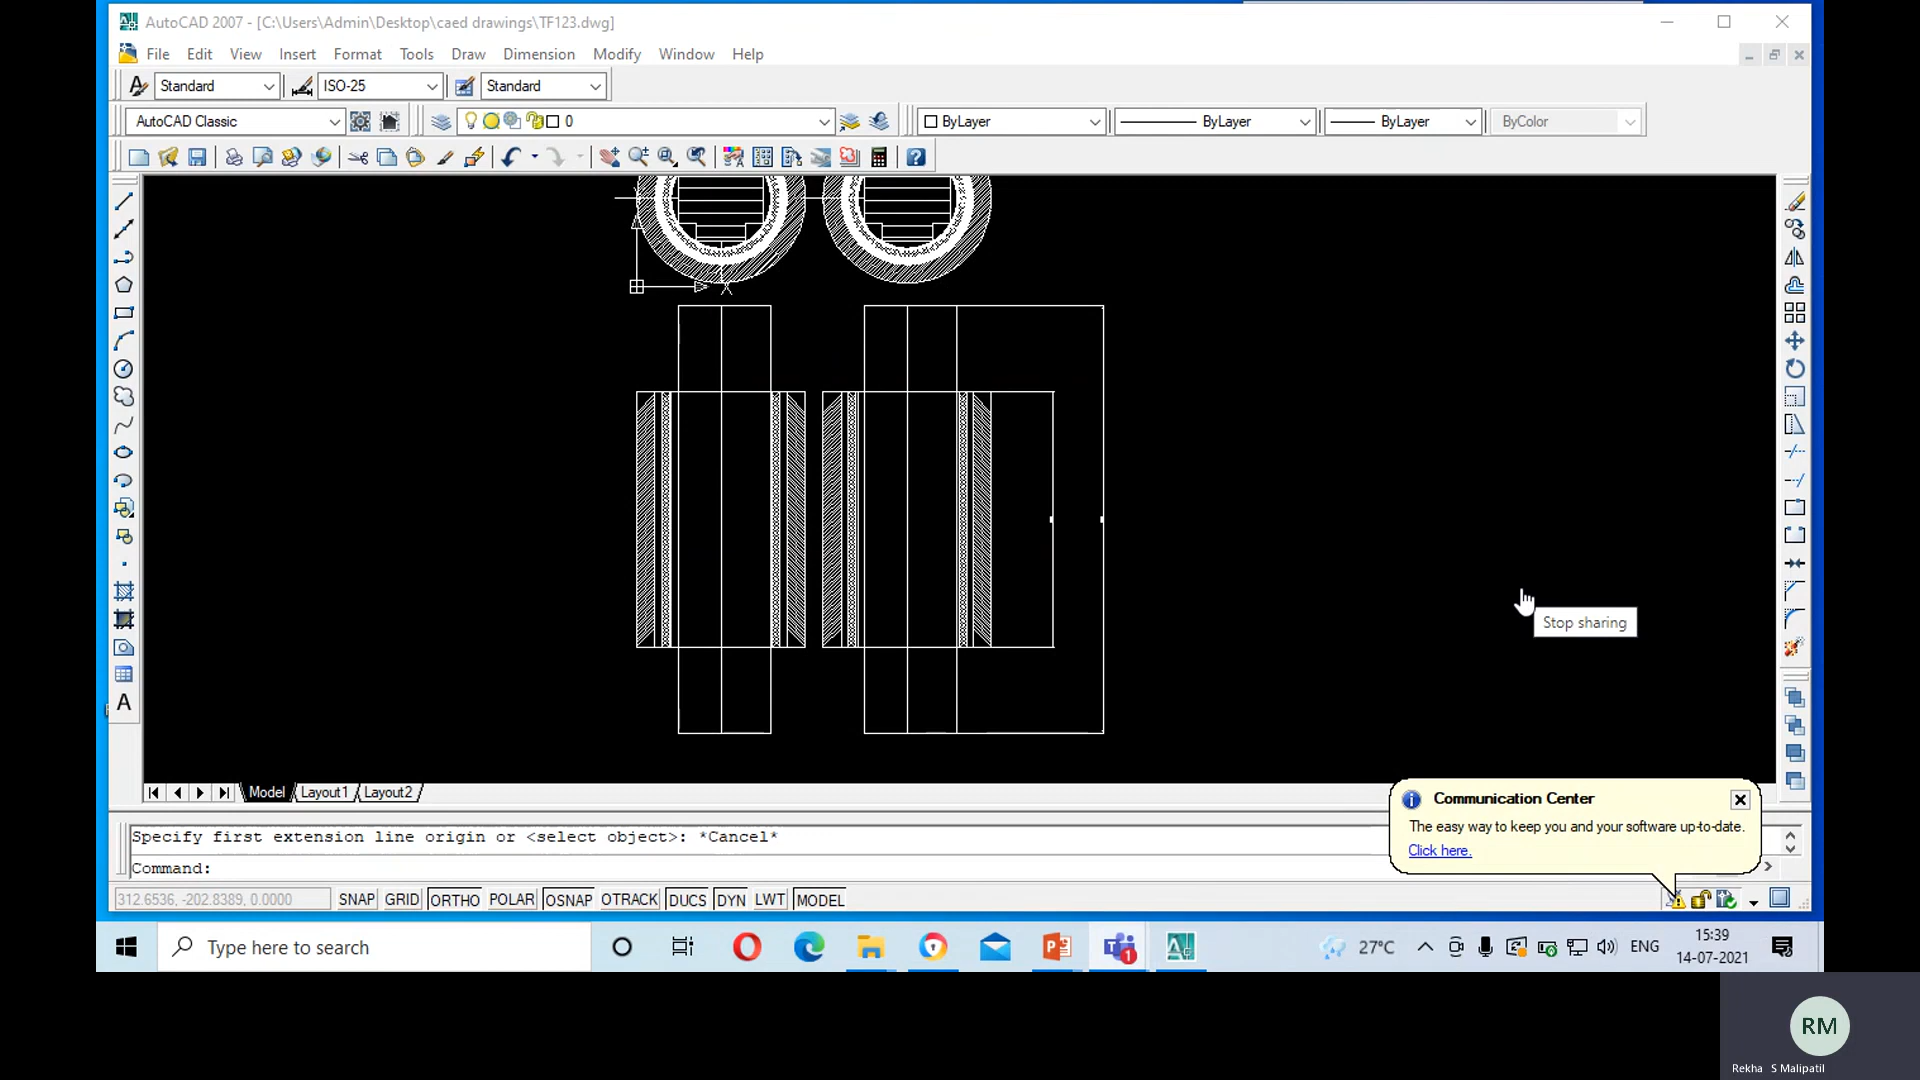 AutoCAD 2007 - [C:\Users\Admin\Desktop\caed drawings\TF123.dwg]
File Edit View Insert Format Tools Draw Dimension Modify Window Help
Standard ISO-25 Standard
AutoCAD Classic 0 ByLayer ByLayer ByLayer ByColor
X
Stop sharing
A
Model Layout1 Layout2
Communication Center
The easy way to keep you and your software up-to-date.
Click here.
Specify first extension line origin or <select object>: *Cancel*
Command:
312.6536, -202.8389, 0.0000 SNAP GRID ORTHO POLAR OSNAP OTRACK DUCS DYN LWT MODEL
Type here to search 1 27°C ENG 15:39
14-07-2021
RM
Rekha S Malipatil